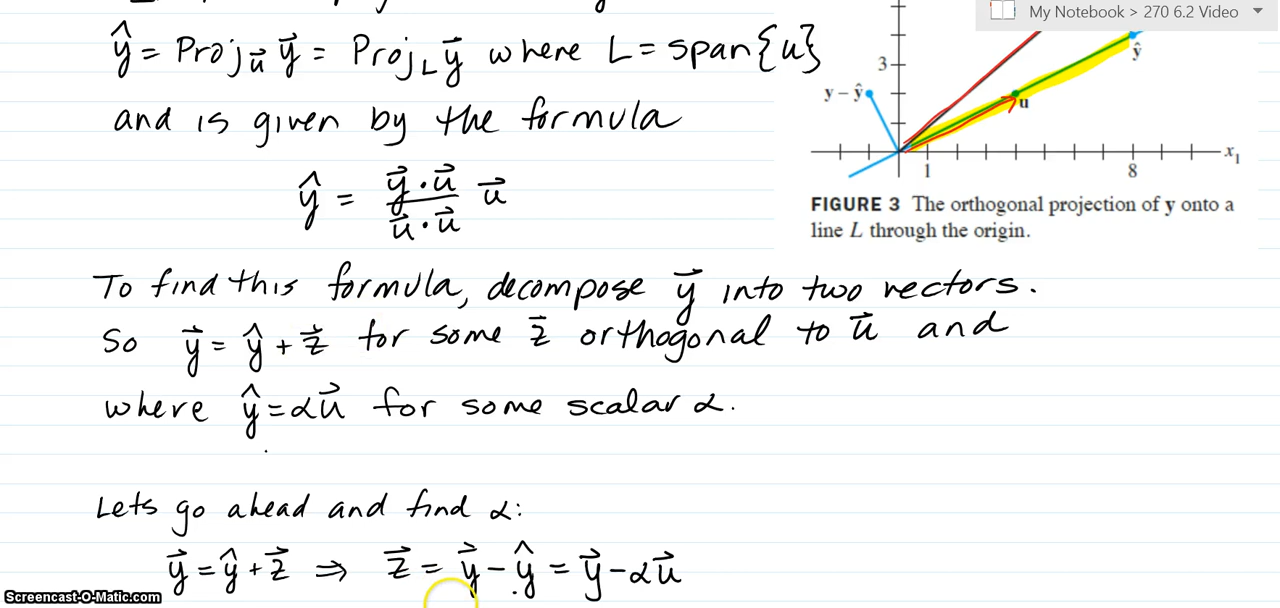 My Notebook > 270 6.2 Video
ŷ = Proj_u⃗ y⃗ = Proj_L y⃗ where L = span{u}
and is given by the formula
ŷ = (y⃗ · u⃗)/(u⃗ · u⃗) u⃗
3
y − ŷ
ŷ
u
1
8
x₁
FIGURE 3 The orthogonal projection of y onto a
line L through the origin.
To find this formula, decompose y⃗ into two vectors.
So y⃗ = ŷ + z⃗ for some z⃗ orthogonal to u⃗ and
where ŷ = αu⃗ for some scalar α.
Lets go ahead and find α:
y⃗ = ŷ + z⃗ ⇒ z⃗ = y⃗ − ŷ = y⃗ − αu⃗
Screencast-O-Matic.com